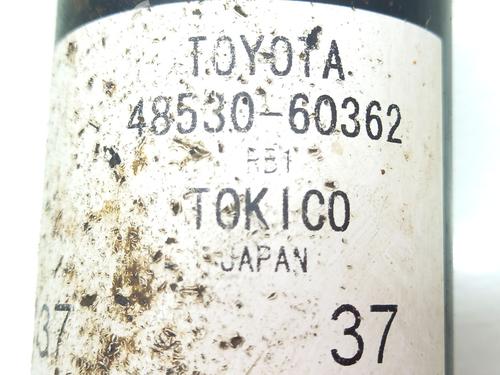 TOYOTA
48530-60362
RB1
TOKICO
JAPAN
37 37